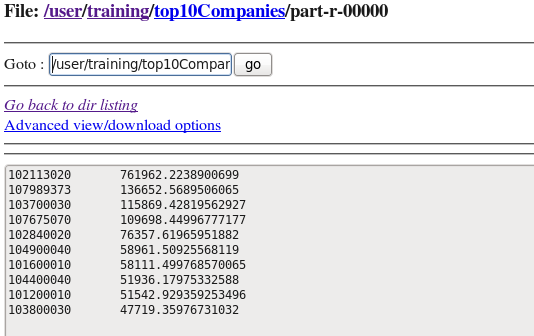 File: /user/training/top10Companies/part-r-00000
Goto : /user/training/top10Compar go
Go back to dir listing
Advanced view/download options
102113020 761962.2238900699
107989373 136652.5689506065
103700030 115869.42819562927
107675070 109698.44996777177
102840020 76357.61965951882
104900040 58961.50925568119
101600010 58111.499768570065
104400040 51936.17975332588
101200010 51542.929359253496
103800030 47719.35976731032